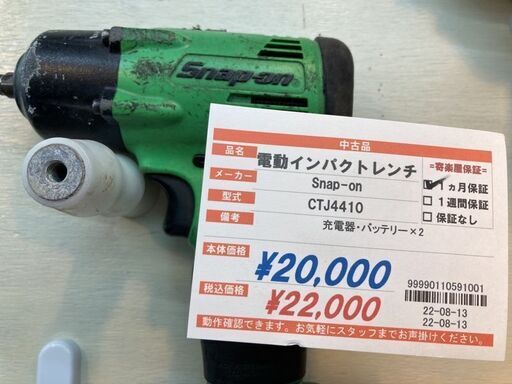 Snap-on
中古品
品名 電動インパクトレンチ
メーカー Snap-on
型式 CTJ4410
備考 充電器・バッテリー×2
=寄楽屋保証=
1ヵ月保証
1週間保証
保証なし
本体価格 ¥20,000
税込価格 ¥22,000
99990110591001
22-08-13
22-08-13
動作確認できます。お気軽にスタッフまでお声掛けください。